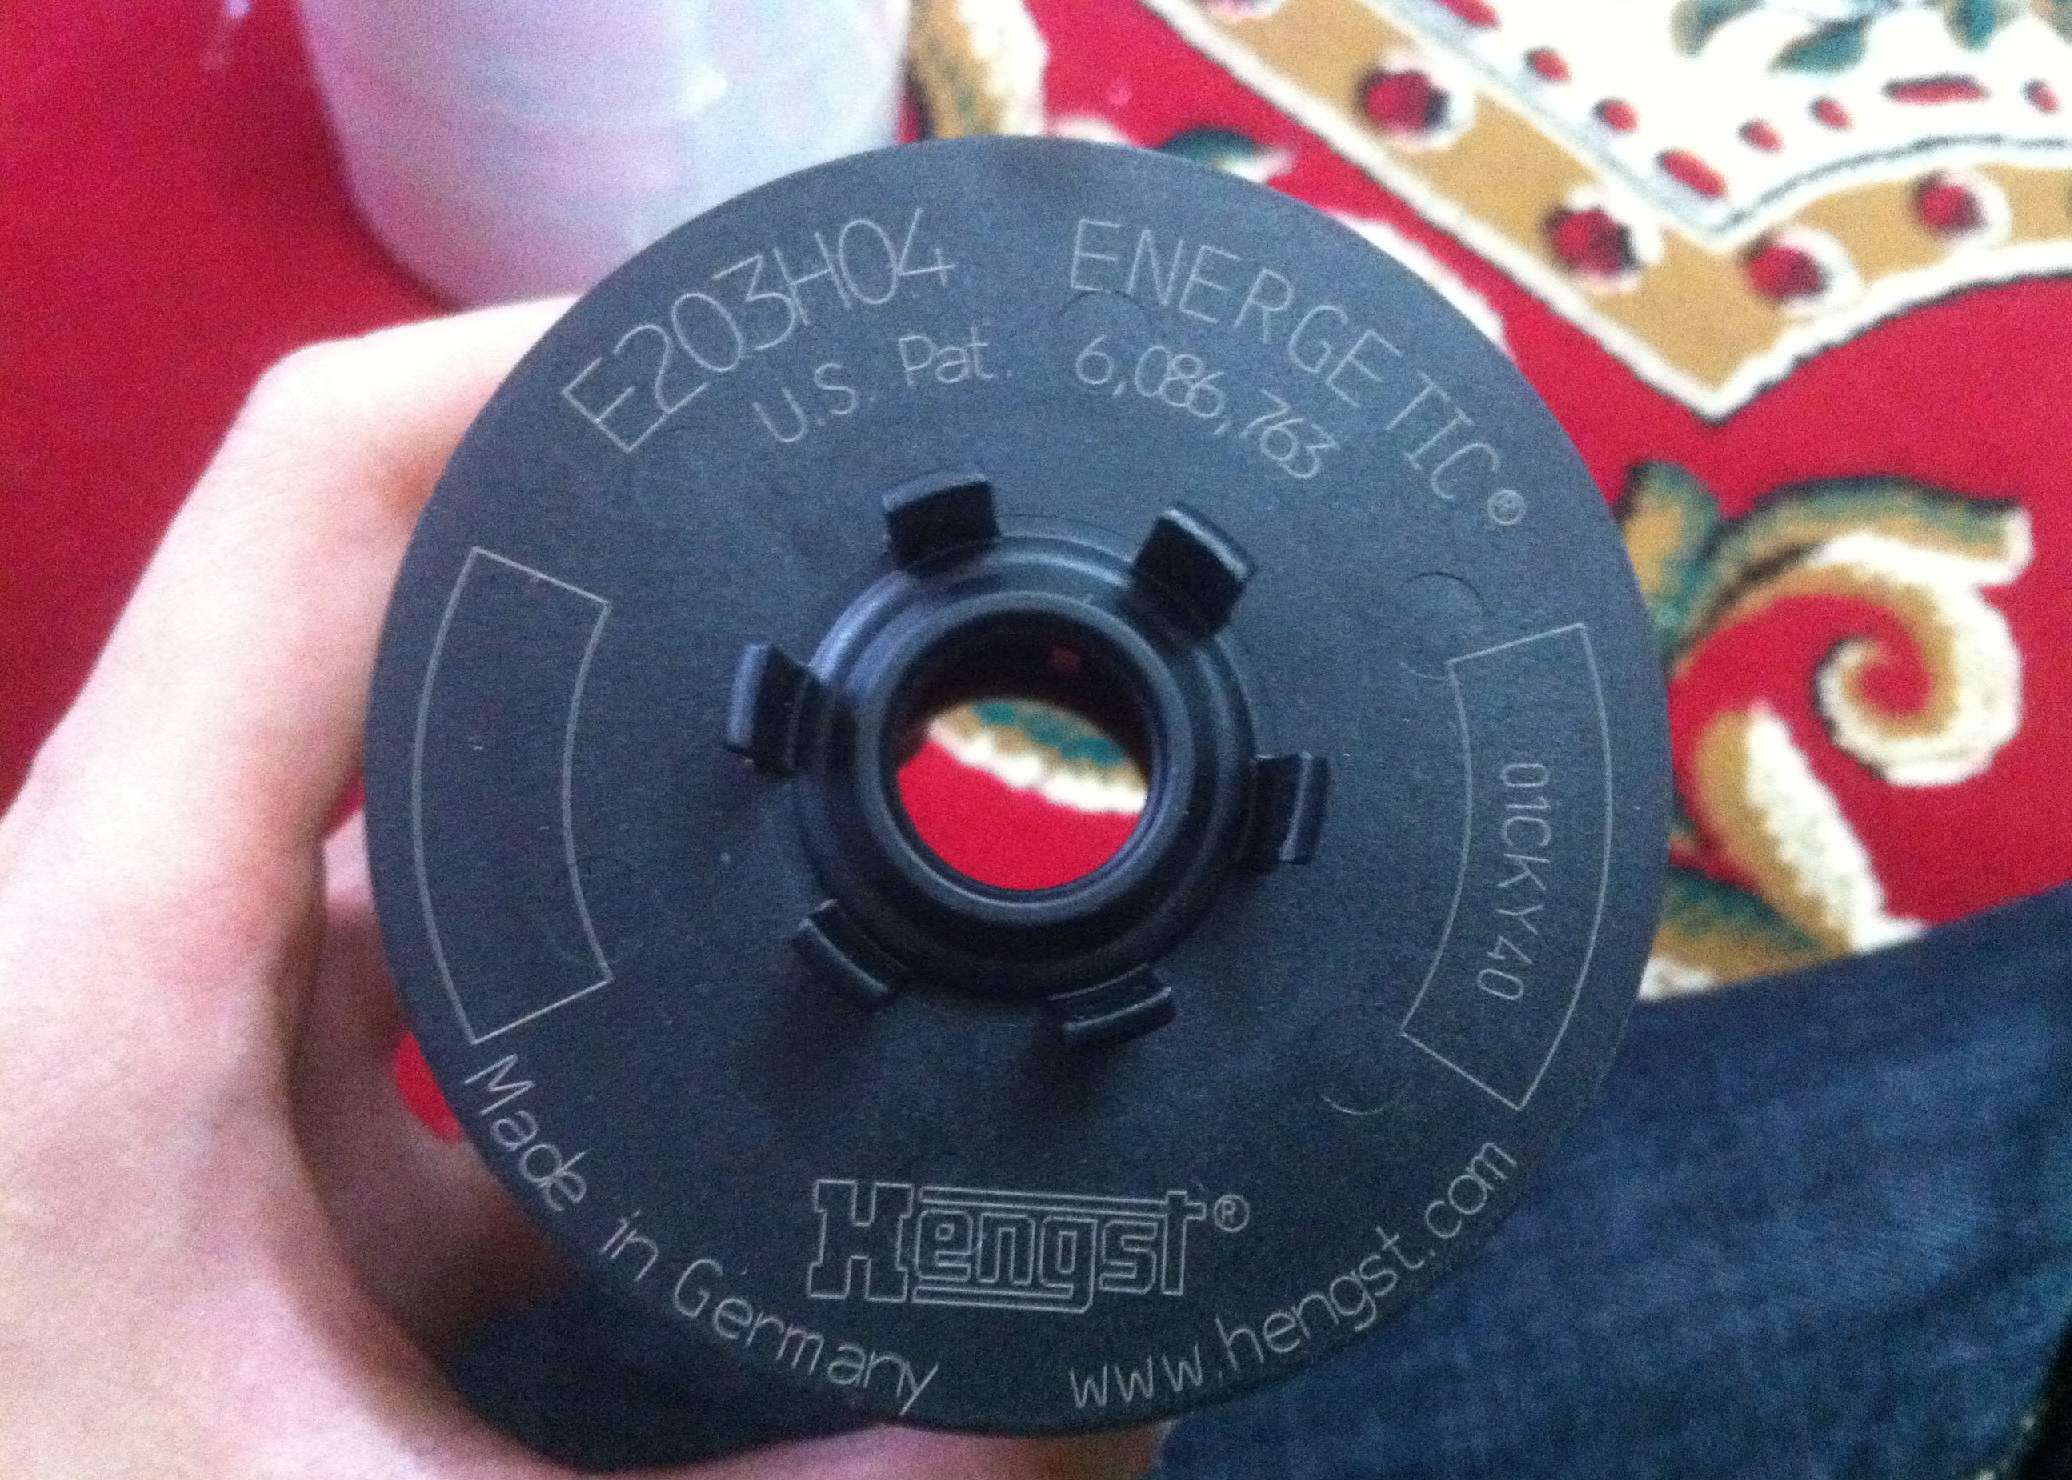 E203H04 ENERGETIC®
U.S. Pat. 6,086,763
01CKY40
Hengst®
Made in Germany www.hengst.com